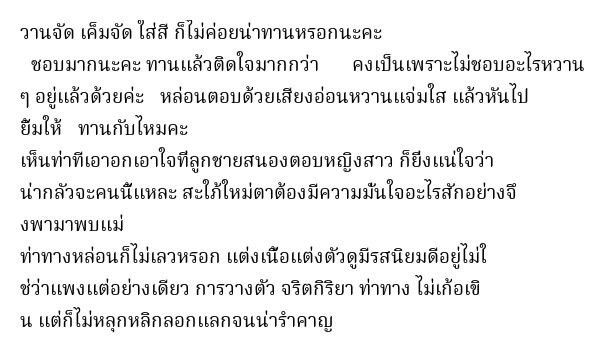 วานจัด เค็มจัด ใส่สี ก็ไม่ค่อยน่าทานหรอกนะคะ
ชอบมากนะคะ ทานแล้วติดใจมากกว่า คงเป็นเพราะไม่ชอบอะไรหวาน
ๆ อยู่แล้วด้วยค่ะ หล่อนตอบด้วยเสียงอ่อนหวานแจ่มใส แล้วหันไป
ยิ้มให้ ทานกับไหมคะ
เห็นท่าทีเอาอกเอาใจที่ลูกชายสนองตอบหญิงสาว ก็ยิ่งแน่ใจว่า
น่ากลัวจะคนนี้แหละ สะใภ้ใหม่ตาต้องมีความมั่นใจอะไรสักอย่างจึ
งพามาพบแม่
ท่าทางหล่อนก็ไม่เลวหรอก แต่งเนื้อแต่งตัวดูมีรสนิยมดีอยู่ไม่ใ
ช่ว่าแพงแต่อย่างเดียว การวางตัว จริตกิริยา ท่าทาง ไม่เก้อเขิ
น แต่ก็ไม่หลุกหลิกลอกแลกจนน่ารำคาญ